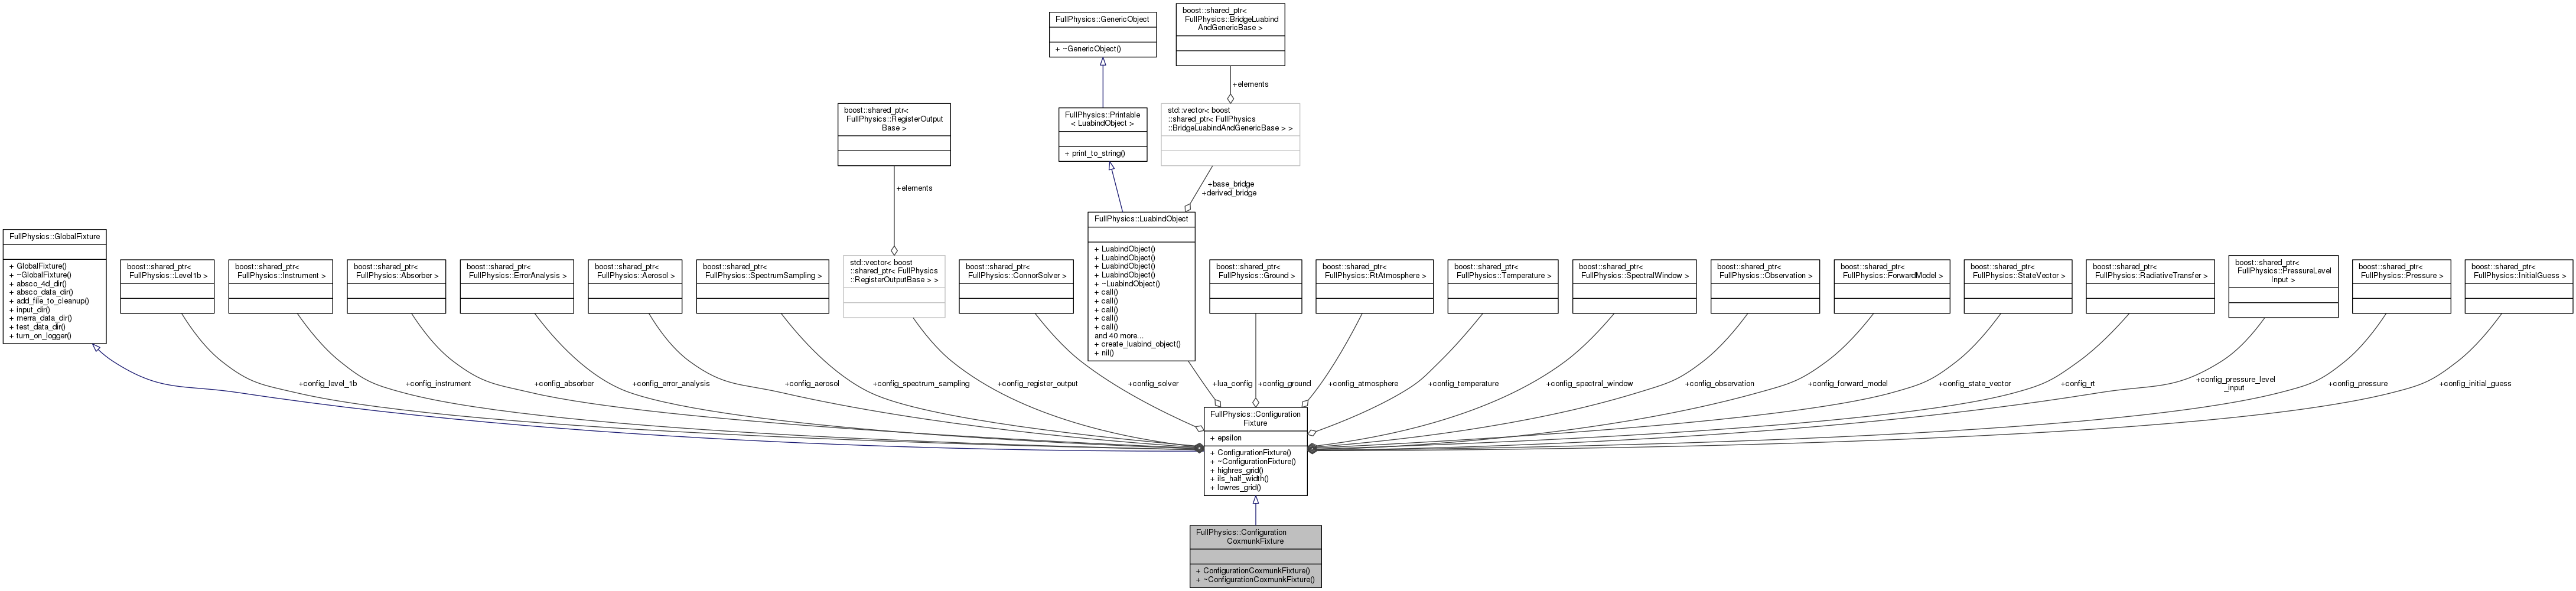 FullPhysics::GenericObject
+ ~GenericObject()
boost::shared_ptr<
FullPhysics::BridgeLuabind
AndGenericBase >
+elements
boost::shared_ptr<
FullPhysics::RegisterOutput
Base >
FullPhysics::Printable
< LuabindObject >
+ print_to_string()
std::vector< boost
::shared_ptr< FullPhysics
::BridgeLuabindAndGenericBase > >
+elements
+base_bridge
+derived_bridge
FullPhysics::GlobalFixture
+ GlobalFixture()
+ ~GlobalFixture()
+ absco_4d_dir()
+ absco_data_dir()
+ add_file_to_cleanup()
+ input_dir()
+ merra_data_dir()
+ test_data_dir()
+ turn_on_logger()
boost::shared_ptr<
FullPhysics::Level1b >
boost::shared_ptr<
FullPhysics::Instrument >
boost::shared_ptr<
FullPhysics::Absorber >
boost::shared_ptr<
FullPhysics::ErrorAnalysis >
boost::shared_ptr<
FullPhysics::Aerosol >
boost::shared_ptr<
FullPhysics::SpectrumSampling >
std::vector< boost
::shared_ptr< FullPhysics
::RegisterOutputBase > >
boost::shared_ptr<
FullPhysics::ConnorSolver >
FullPhysics::LuabindObject
+ LuabindObject()
+ LuabindObject()
+ LuabindObject()
+ LuabindObject()
+ ~LuabindObject()
+ call()
+ call()
+ call()
+ call()
+ call()
and 40 more...
+ create_luabind_object()
+ nil()
boost::shared_ptr<
FullPhysics::Ground >
boost::shared_ptr<
FullPhysics::RtAtmosphere >
boost::shared_ptr<
FullPhysics::Temperature >
boost::shared_ptr<
FullPhysics::SpectralWindow >
boost::shared_ptr<
FullPhysics::Observation >
boost::shared_ptr<
FullPhysics::ForwardModel >
boost::shared_ptr<
FullPhysics::StateVector >
boost::shared_ptr<
FullPhysics::RadiativeTransfer >
boost::shared_ptr<
FullPhysics::PressureLevel
Input >
boost::shared_ptr<
FullPhysics::Pressure >
boost::shared_ptr<
FullPhysics::InitialGuess >
+config_level_1b
+config_instrument
+config_absorber
+config_error_analysis
+config_aerosol
+config_spectrum_sampling
+config_register_output
+config_solver
+lua_config
+config_ground
+config_atmosphere
+config_temperature
+config_spectral_window
+config_observation
+config_forward_model
+config_state_vector
+config_rt
+config_pressure_level
_input
+config_pressure
+config_initial_guess
FullPhysics::Configuration
Fixture
+ epsilon
+ ConfigurationFixture()
+ ~ConfigurationFixture()
+ highres_grid()
+ ils_half_width()
+ lowres_grid()
FullPhysics::Configuration
CoxmunkFixture
+ ConfigurationCoxmunkFixture()
+ ~ConfigurationCoxmunkFixture()